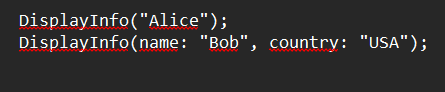 DisplayInfo("Alice");
DisplayInfo(name: "Bob", country: "USA");